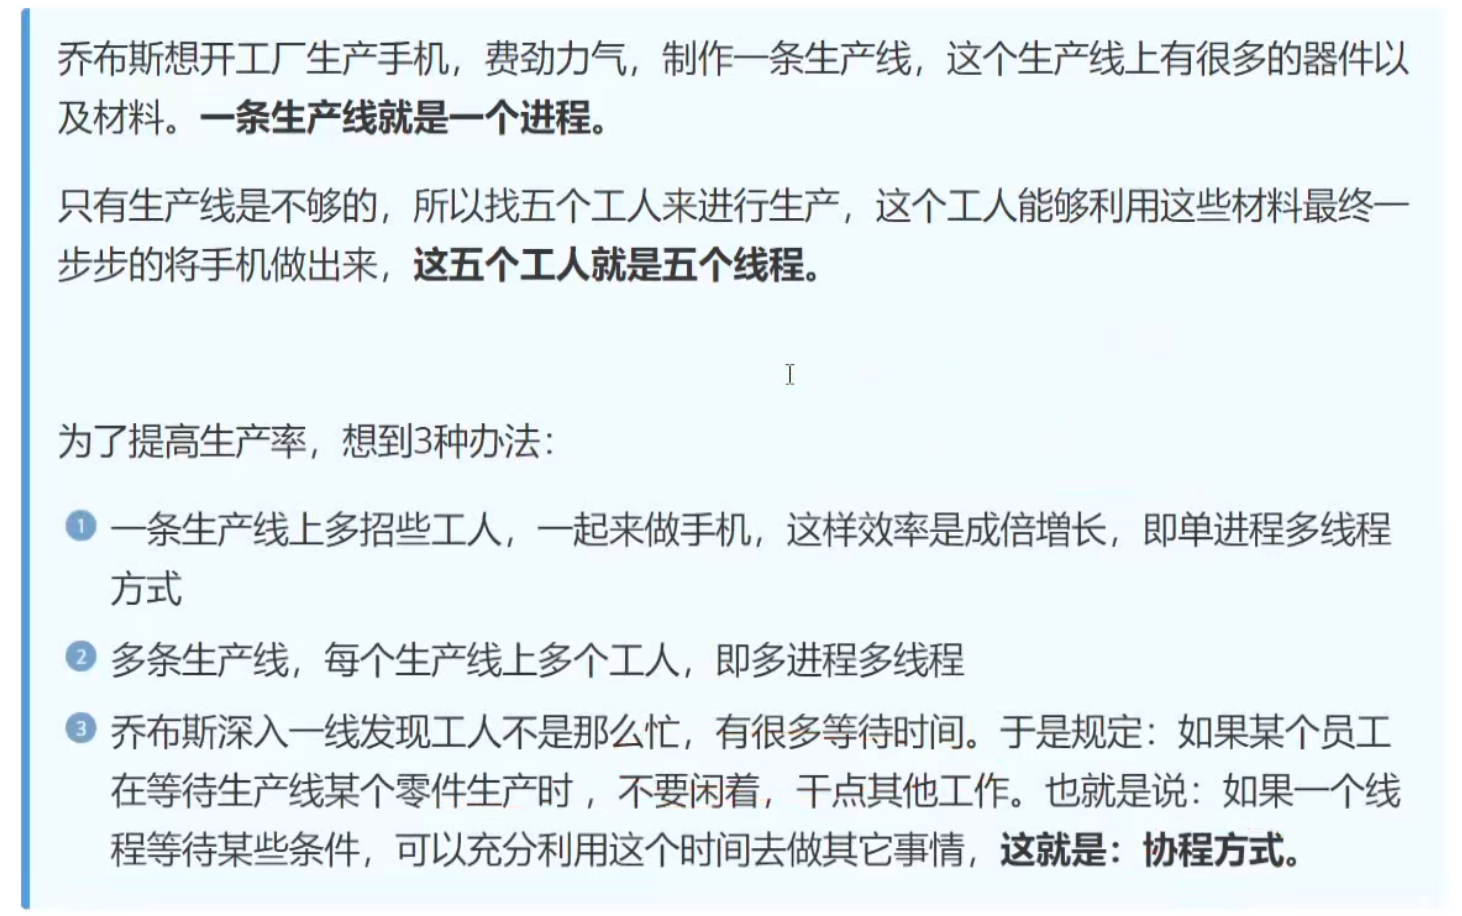 乔布斯想开工厂生产手机，费劲力气，制作一条生产线，这个生产线上有很多的器件以
及材料。一条生产线就是一个进程。
只有生产线是不够的，所以找五个工人来进行生产，这个工人能够利用这些材料最终一
步步的将手机做出来，这五个工人就是五个线程。
为了提高生产率，想到3种办法：
1 一条生产线上多招些工人，一起来做手机，这样效率是成倍增长，即单进程多线程
方式
2 多条生产线，每个生产线上多个工人，即多进程多线程
3 乔布斯深入一线发现工人不是那么忙，有很多等待时间。于是规定：如果某个员工
在等待生产线某个零件生产时 ，不要闲着，干点其他工作。也就是说：如果一个线
程等待某些条件，可以充分利用这个时间去做其它事情，这就是：协程方式。